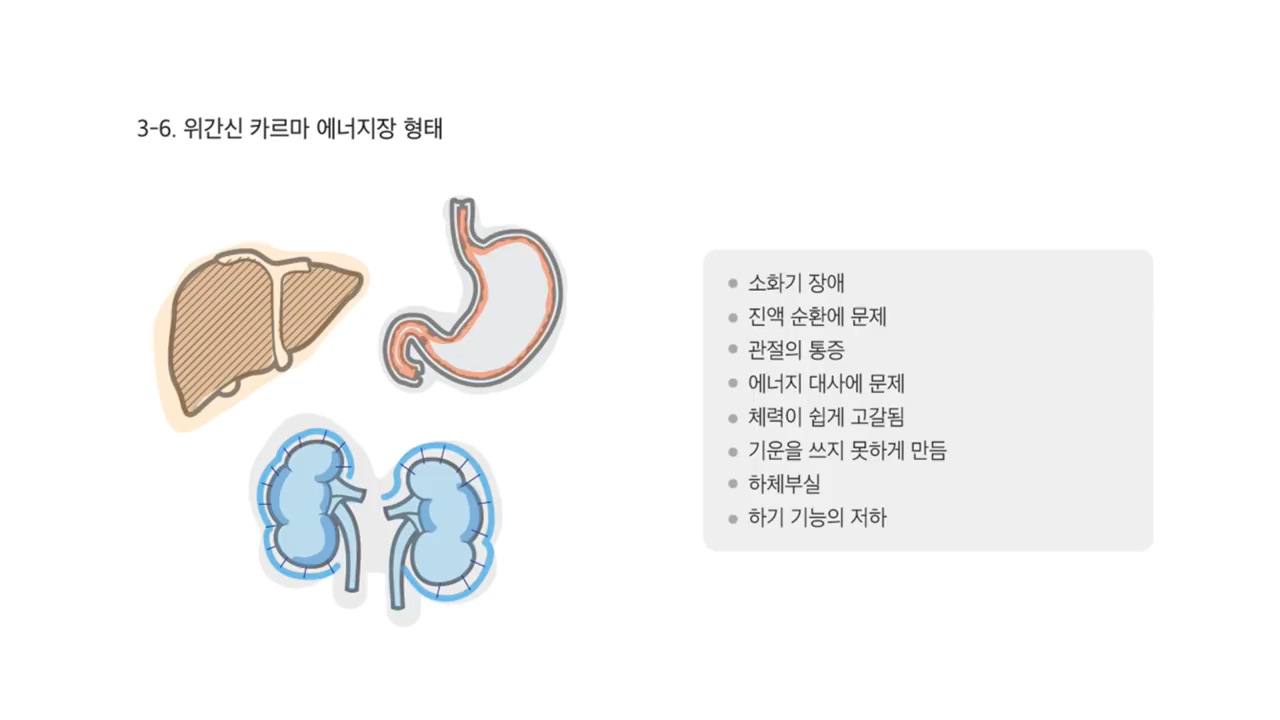 3-6. 위간신 카르마 에너지장 형태
소화기 장애
진액 순환에 문제
관절의 통증
에너지 대사에 문제
체력이 쉽게 고갈됨
기운을 쓰지 못하게 만듬
하체부실
하기 기능의 저하